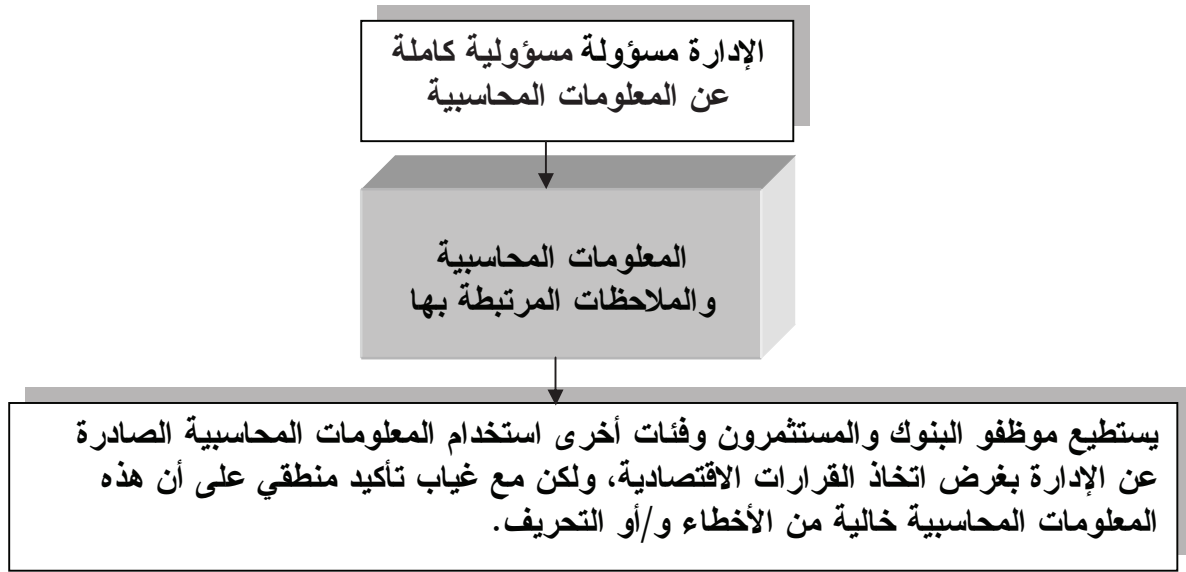 الإدارة مسؤولة مسؤولية كاملة
عن المعلومات المحاسبية
المعلومات المحاسبية
والملاحظات المرتبطة بها
يستطيع موظفو البنوك والمستثمرون وفئات أخرى استخدام المعلومات المحاسبية الصادرة
عن الإدارة بغرض اتخاذ القرارات الاقتصادية، ولكن مع غياب تأكيد منطقي على أن هذه
المعلومات المحاسبية خالية من الأخطاء و/أو التحريف.